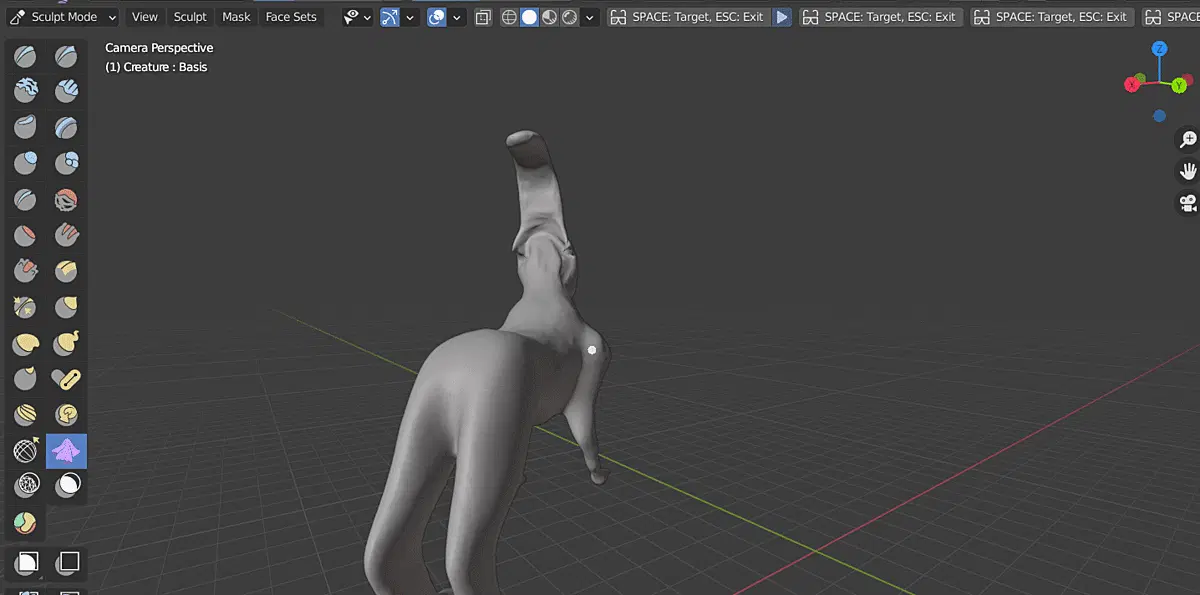 Sculpt Mode View Sculpt Mask Face Sets SPACE: Target, ESC: Exit SPACE: Target, ESC: Exit SPACE: Target, ESC: Exit SPACE
Camera Perspective
(1) Creature : Basis
Z
X Y